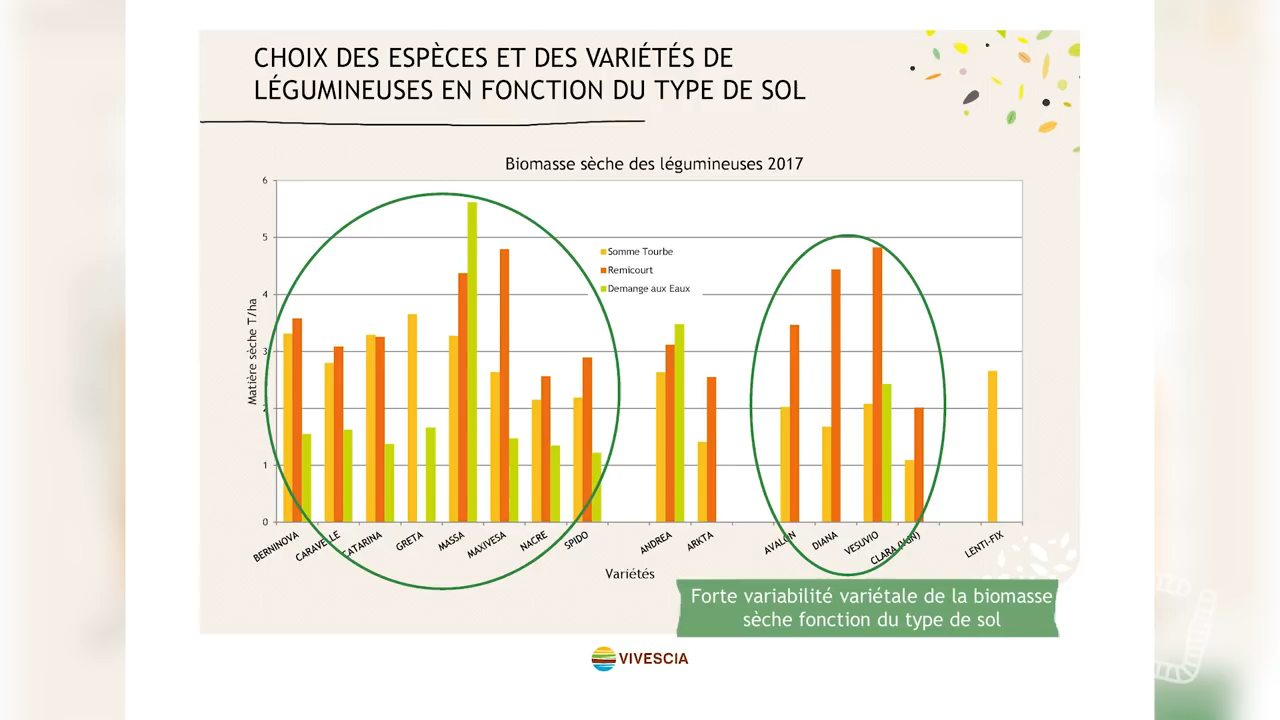 CHOIX DES ESPÈCES ET DES VARIÉTÉS DE
LÉGUMINEUSES EN FONCTION DU TYPE DE SOL
Biomasse sèche des légumineuses 2017
Matière sèche T/ha
6
5
4
3
2
1
0
Somme Tourbe
Remicourt
Demange aux Eaux
BERNINOVA
CARAVELLE
CATARINA
GRETA
MASSA
MAXIVESA
NACRE
SPIDO
ANDREA
ARKTA
AVALON
DIANA
VESUVIO
CLARA (HUN)
LENTI-FIX
Variétés
Forte variabilité variétale de la biomasse
sèche fonction du type de sol
VIVESCIA